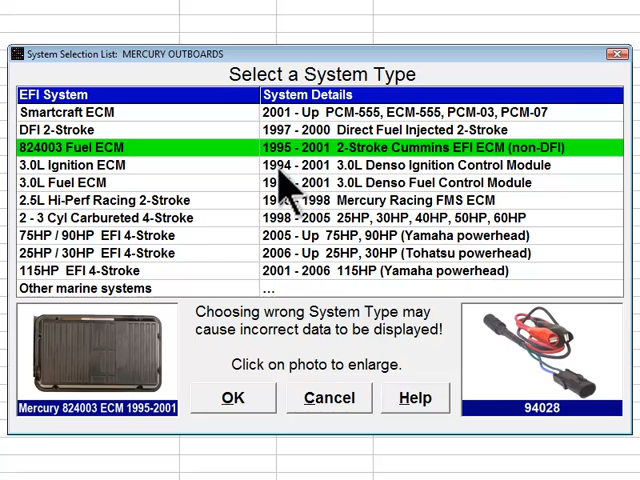 System Selection List: MERCURY OUTBOARDS
Select a System Type
EFI System System Details
Smartcraft ECM 2001 - Up PCM-555, ECM-555, PCM-03, PCM-07
DFI 2-Stroke 1997 - 2000 Direct Fuel Injected 2-Stroke
824003 Fuel ECM 1995 - 2001 2-Stroke Cummins EFI ECM (non-DFI)
3.0L Ignition ECM 1994 - 2001 3.0L Denso Ignition Control Module
3.0L Fuel ECM 2001 3.0L Denso Fuel Control Module
2.5L Hi-Perf Racing 2-Stroke 1998 Mercury Racing FMS ECM
2 - 3 Cyl Carbureted 4-Stroke 1998 - 2005 25HP, 30HP, 40HP, 50HP, 60HP
75HP / 90HP EFI 4-Stroke 2005 - Up 75HP, 90HP (Yamaha powerhead)
25HP / 30HP EFI 4-Stroke 2006 - Up 25HP, 30HP (Tohatsu powerhead)
115HP EFI 4-Stroke 2001 - 2006 115HP (Yamaha powerhead)
Other marine systems ...
Choosing wrong System Type may
cause incorrect data to be displayed!
Click on photo to enlarge.
OK Cancel Help
Mercury 824003 ECM 1995-2001 94028